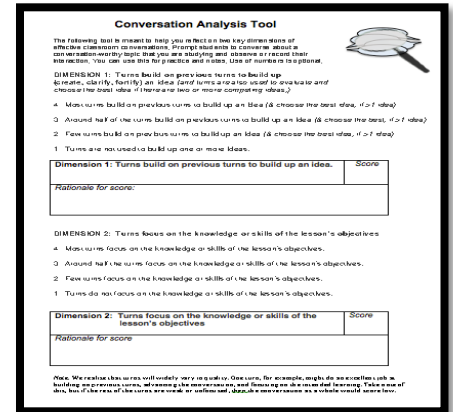 Conversation Analysis Tool
The following tool is meant to help you reflect on two key dimensions of
effective classroom conversations. Prompt students to converse about a
conversation-worthy topic that you are studying and observe or record their
interaction. You can use this for practice and notes. Use of numbers is optional.
DIMENSION 1: Turns build on previous turns to build up
(create, clarify, fortify) an idea (and turns are also used to evaluate and
choose the best idea if there are two or more competing ideas.)
4 Most turns build on previous turns to build up an idea (& choose the best idea, if >1 idea)
3 Around half of the turns build on previous turns to build up an idea (& choose the best idea, if >1 idea)
2 Few turns build on previous turns to build up an idea (& choose the best idea, if >1 idea)
1 Turns are not used to build up one or more ideas.
Dimension 1: Turns build on previous turns to build up an idea. Score
Rationale for score:
DIMENSION 2: Turns focus on the knowledge or skills of the lesson's objectives
4 Most turns focus on the knowledge or skills of the lesson's objectives.
3 Around half the turns focus on the knowledge or skills of the lesson's objectives.
2 Few turns focus on the knowledge or skills of the lesson's objectives.
1 Turns do not focus on the knowledge or skills of the lesson's objectives.
Dimension 2: Turns focus on the knowledge or skills of the Score
lesson's objectives
Rationale for score
Note. We realize that turns will widely vary in quality. One turn, for example, might do an excellent job at
building on previous turns, advancing the conversation, and focusing on the intended learning. Take note of
this, but if the rest of the turns are weak or unfocused, then the conversation as a whole would score low.